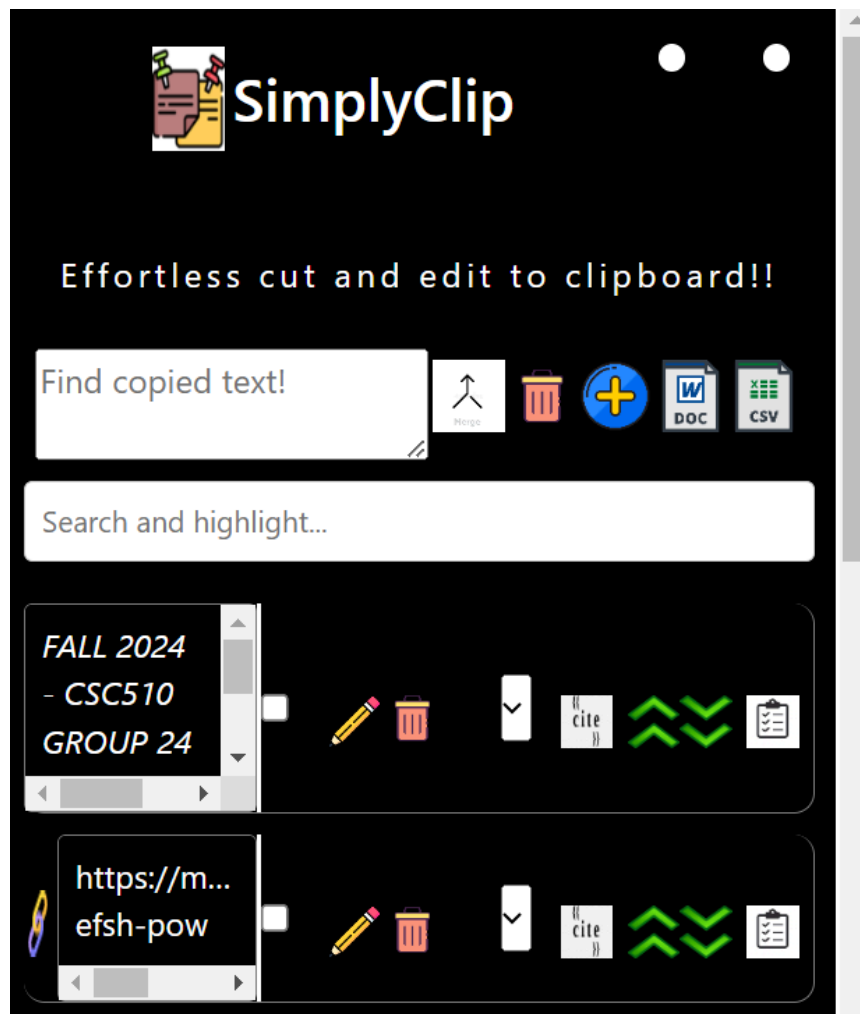 SimplyClip
Effortless cut and edit to clipboard!!
Find copied text!
Merge
W
DOC
X
CSV
Search and highlight...
FALL 2024
- CSC510
GROUP 24
{{
cite
}}
https://m...
efsh-pow
{{
cite
}}